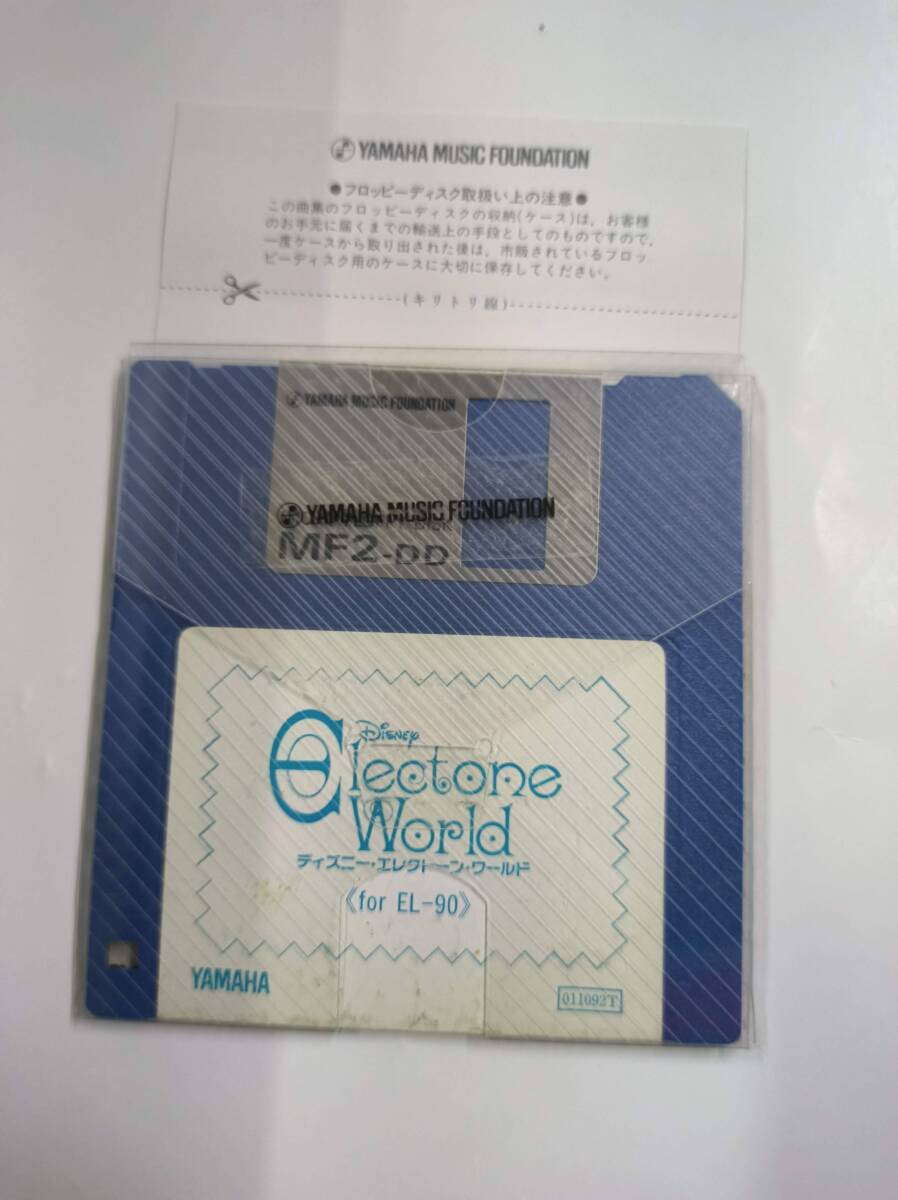 YAMAHA MUSIC FOUNDATION
●フロッピーディスク取扱い上の注意●
この曲集のフロッピーディスクの収納(ケース)は、お客様
のお手元に届くまでの輸送上の手段としてのものですので、
一度ケースから取り出された後は、市販されているフロッ
ピーディスク用のケースに大切に保存してください。
(キリトリ線)
YAMAHA MUSIC FOUNDATION
YAMAHA MUSIC FOUNDATION
MF2-DD
DISNEY
Electone
World
ディズニー・エレクトーン・ワールド
《for EL-90》
YAMAHA
011092T